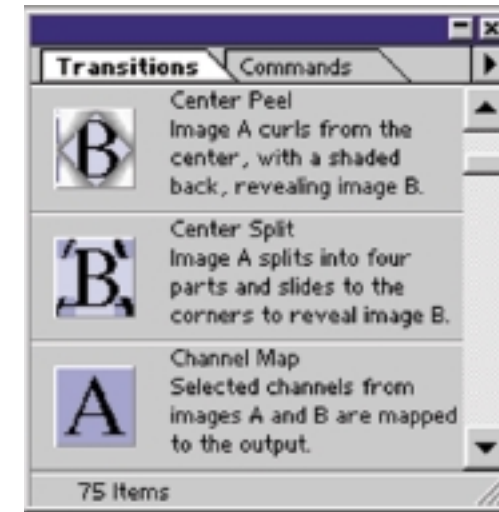 Transitions Commands
Center Peel
Image A curls from the
center, with a shaded
back, revealing image B.
B
Center Split
Image A splits into four
parts and slides to the
corners to reveal image B.
B
Channel Map
Selected channels from
images A and B are mapped
to the output.
A
75 Items